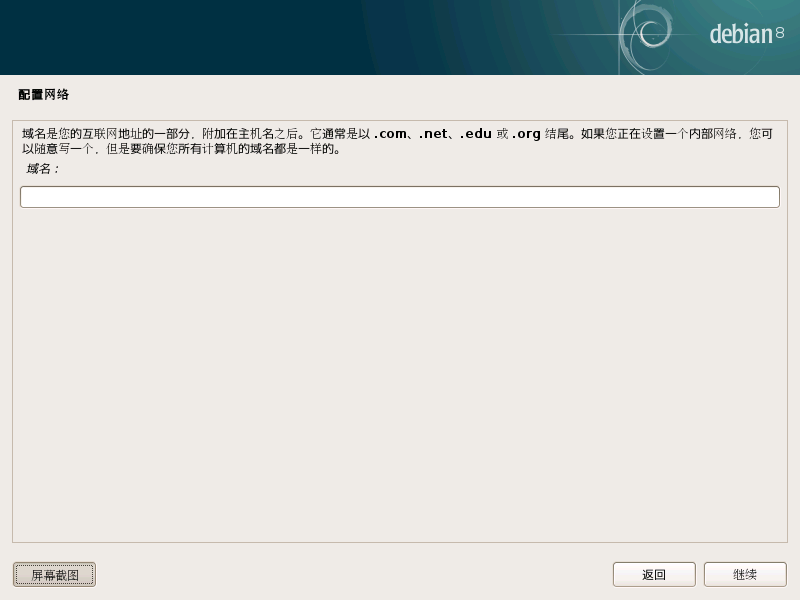 debian 8
配置网络
域名是您的互联网地址的一部分，附加在主机名之后。它通常是以 .com、.net、.edu 或 .org 结尾。如果您正在设置一个内部网络，您可
以随意写一个，但是要确保您所有计算机的域名都是一样的。
域名：
屏幕截图
返回
继续